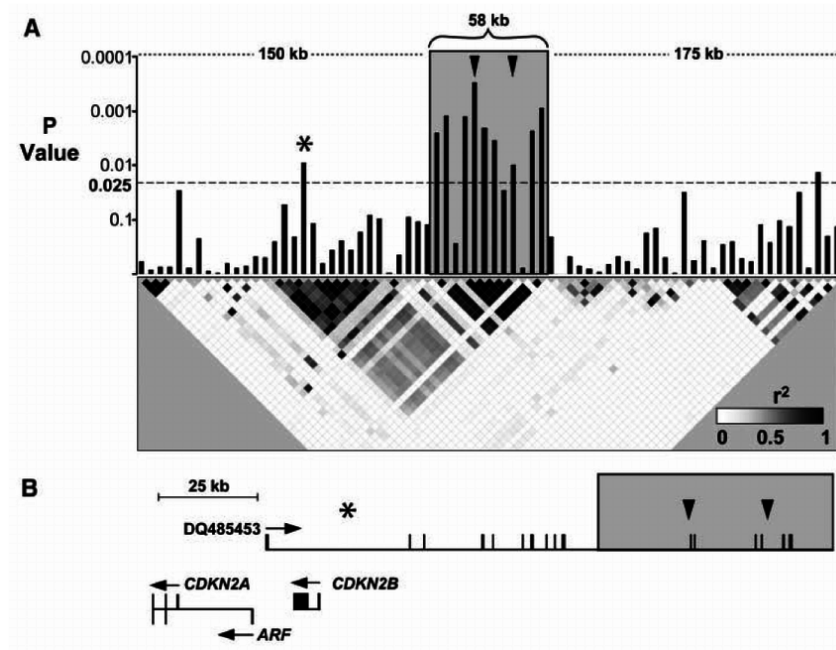 A
58 kb
150 kb
175 kb
0.0001
0.001
P
Value
*
0.01
0.025
0.1
r²
0 0.5 1
B
25 kb
*
DQ485453
CDKN2A
CDKN2B
ARF